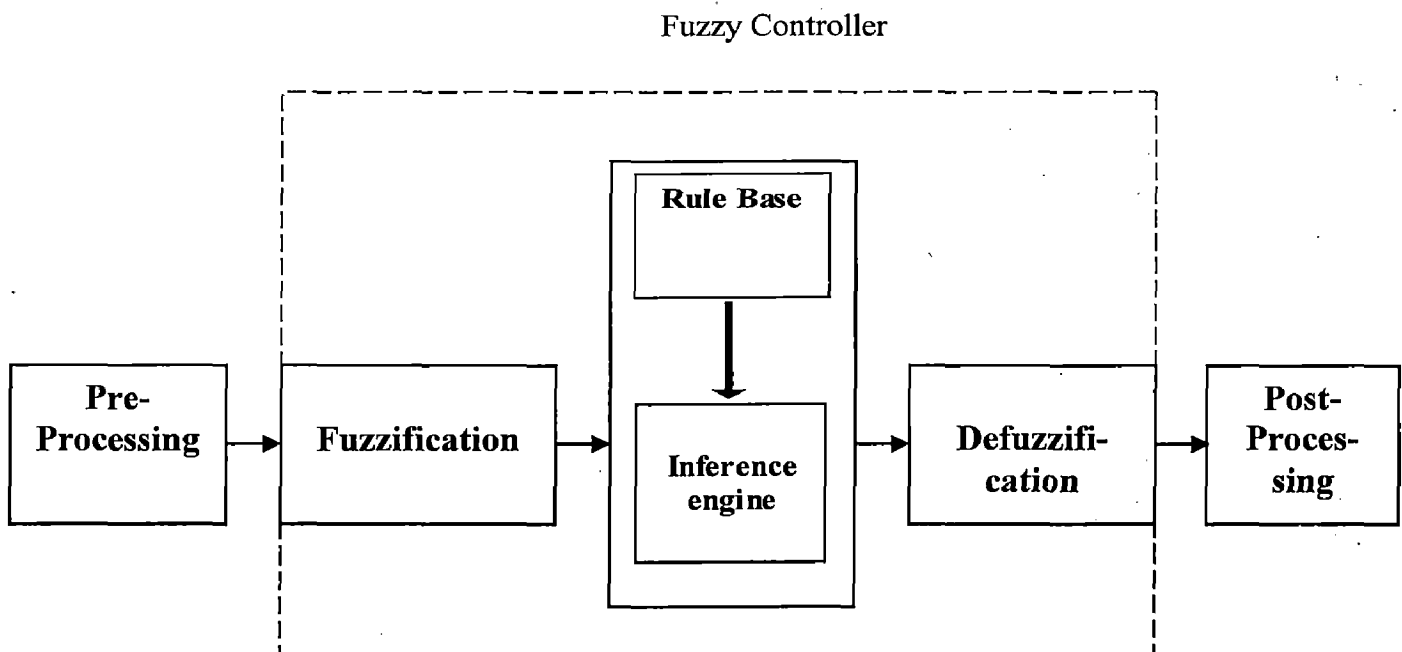 Fuzzy Controller
Rule Base
Pre-
Processing
Fuzzification
Inference
engine
Defuzzifi-
cation
Post-
Proces-
sing